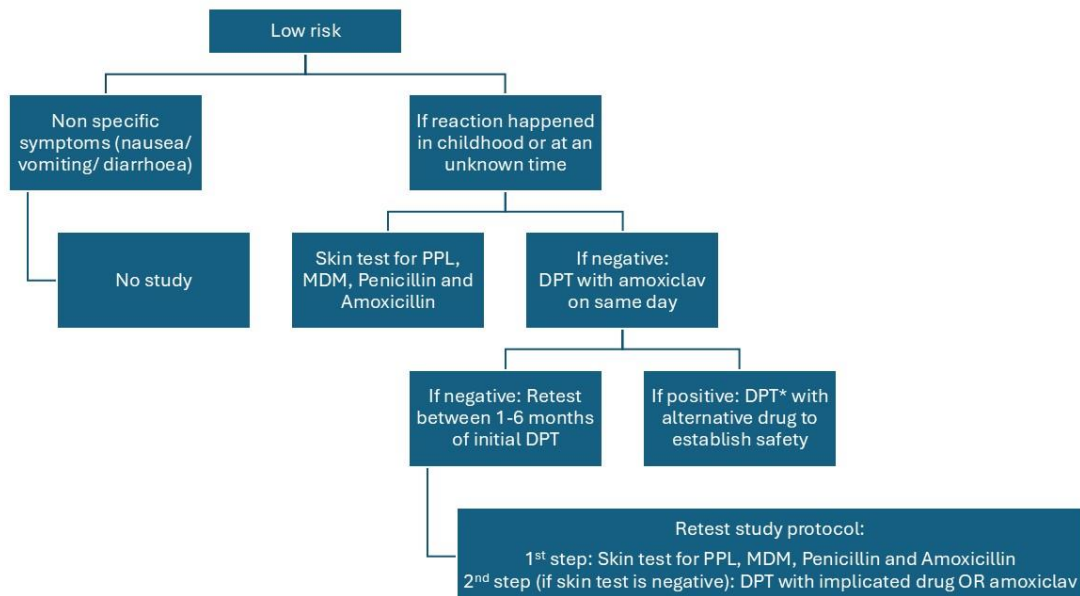 Low risk
Non specific
symptoms (nausea/
vomiting/ diarrhoea)
If reaction happened
in childhood or at an
unknown time
No study
Skin test for PPL,
MDM, Penicillin and
Amoxicillin
If negative:
DPT with amoxiclav
on same day
If negative: Retest
between 1-6 months
of initial DPT
If positive: DPT* with
alternative drug to
establish safety
Retest study protocol:
1st step: Skin test for PPL, MDM, Penicillin and Amoxicillin
2nd step (if skin test is negative): DPT with implicated drug OR amoxiclav